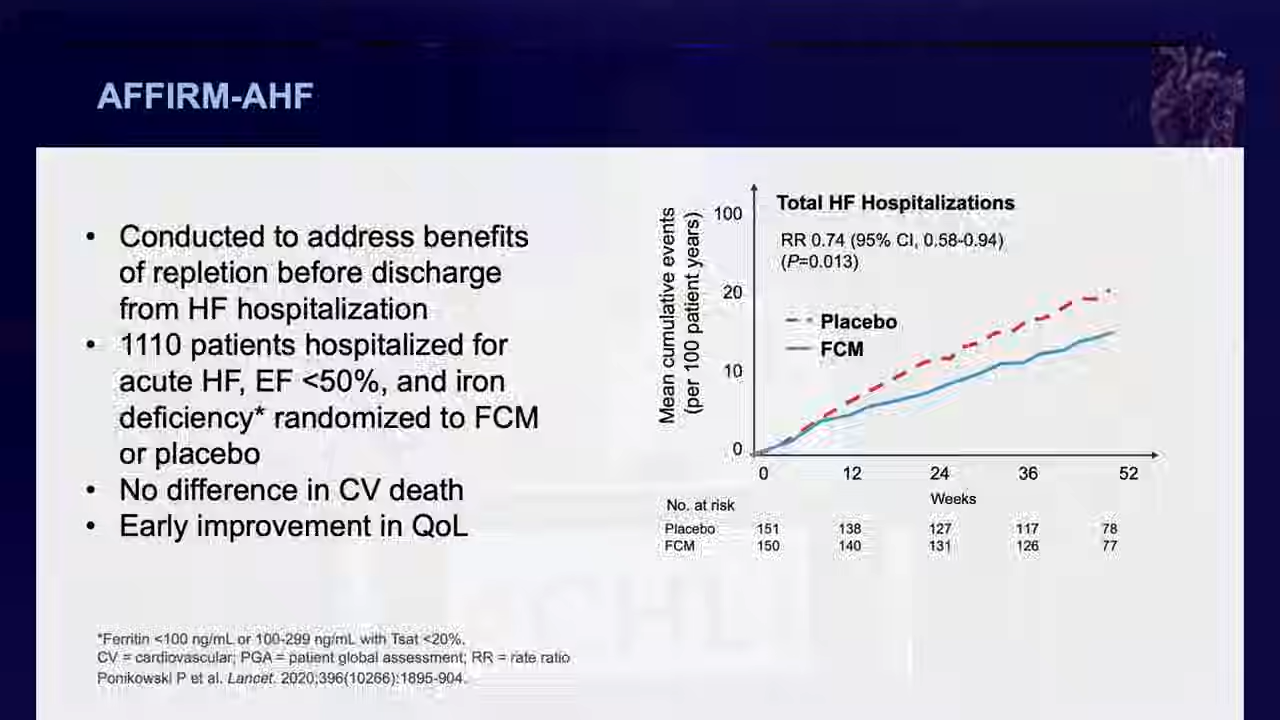 AFFIRM-AHF
• Conducted to address benefits
of repletion before discharge
from HF hospitalization
• 1110 patients hospitalized for
acute HF, EF <50%, and iron
deficiency* randomized to FCM
or placebo
• No difference in CV death
• Early improvement in QoL
Mean cumulative events
(per 100 patient years)
Total HF Hospitalizations
RR 0.74 (95% CI, 0.58-0.94)
(P=0.013)
Placebo
FCM
100
20
10
0
0 12 24 36 52
Weeks
No. at risk
Placebo 151 138 127 117 78
FCM 150 140 131 126 77
*Ferritin <100 ng/mL or 100-299 ng/mL with Tsat <20%.
CV = cardiovascular; PGA = patient global assessment; RR = rate ratio
Ponikowski P et al. Lancet. 2020;396(10266):1895-904.